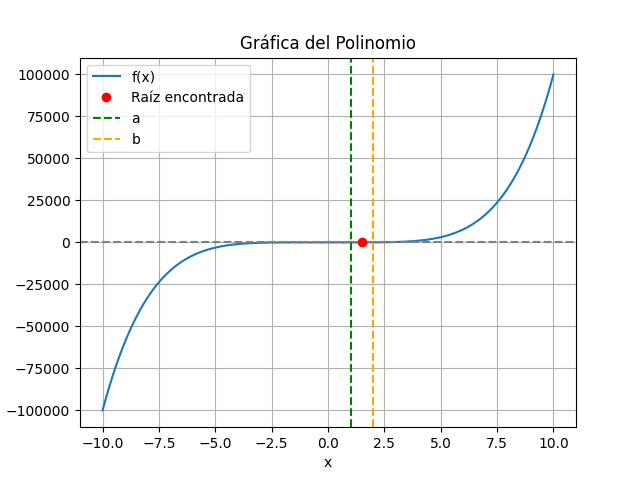 Gráfica del Polinomio
f(x)
Raíz encontrada
a
b
100000
75000
50000
25000
0
−25000
−50000
−75000
−100000
−10.0 −7.5 −5.0 −2.5 0.0 2.5 5.0 7.5 10.0
x